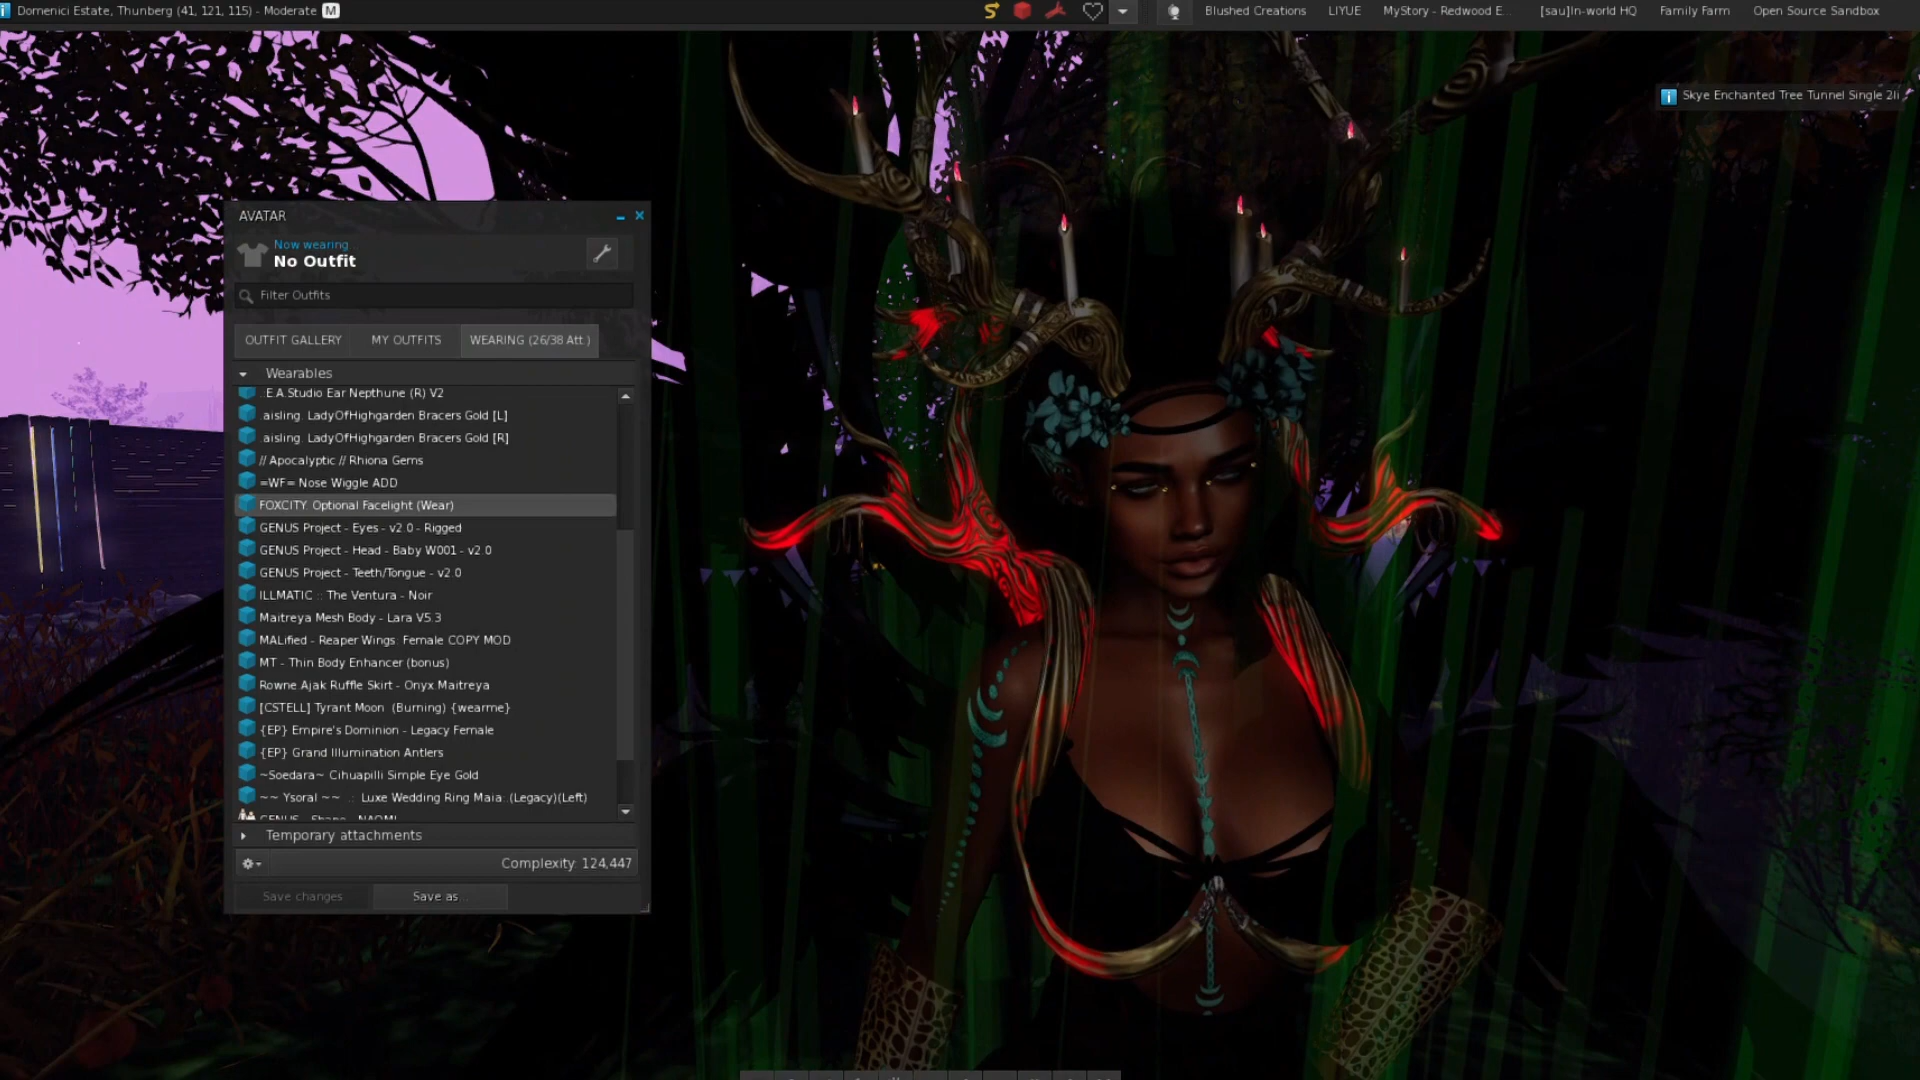 Domenici Estate, Thunberg (41, 121, 115) - Moderate M
Blushed Creations LIYUE MyStory - Redwood E... [sau]In-world HQ Family Farm Open Source Sandbox
Skye Enchanted Tree Tunnel Single 2li
AVATAR
Now wearing...
No Outfit
Filter Outfits
OUTFIT GALLERY MY OUTFITS WEARING (26/38 Att.)
Wearables
.:E.A.Studio Ear Nepthune (R) V2
.aisling. LadyOfHighgarden Bracers Gold [L]
.aisling. LadyOfHighgarden Bracers Gold [R]
// Apocalyptic // Rhiona Gems
=WF= Nose Wiggle ADD
FOXCITY. Optional Facelight (Wear)
GENUS Project - Eyes - v2.0 - Rigged
GENUS Project - Head - Baby W001 - v2.0
GENUS Project - Teeth/Tongue - v2.0
ILLMATIC :: The Ventura - Noir
Maitreya Mesh Body - Lara V5.3
MALified - Reaper Wings. Female COPY MOD
MT - Thin Body Enhancer (bonus)
Rowne.Ajak Ruffle Skirt - Onyx.Maitreya
[CSTELL] Tyrant Moon  (Burning) {wearme}
{EP} Empire's Dominion - Legacy Female
{EP} Grand Illumination Antlers
~Soedara~ Cihuapilli Simple Eye Gold
~~ Ysoral ~~  .: Luxe Wedding Ring Maia:.(Legacy)(Left)
GENUS - Shape - NAOMI
Temporary attachments
Complexity: 124,447
Save changes Save as...